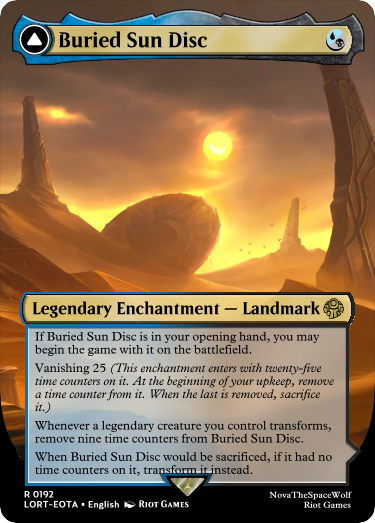 Buried Sun Disc
Legendary Enchantment — Landmark
If Buried Sun Disc is in your opening hand, you may
begin the game with it on the battlefield.
Vanishing 25 (This enchantment enters with twenty-five
time counters on it. At the beginning of your upkeep, remove
a time counter from it. When the last is removed, sacrifice
it.)
Whenever a legendary creature you control transforms,
remove nine time counters from Buried Sun Disc.
When Buried Sun Disc would be sacrificed, if it had no
time counters on it, transform it instead.
R 0192
LORT-EOTA • English Riot Games
NovaTheSpaceWolf
Riot Games